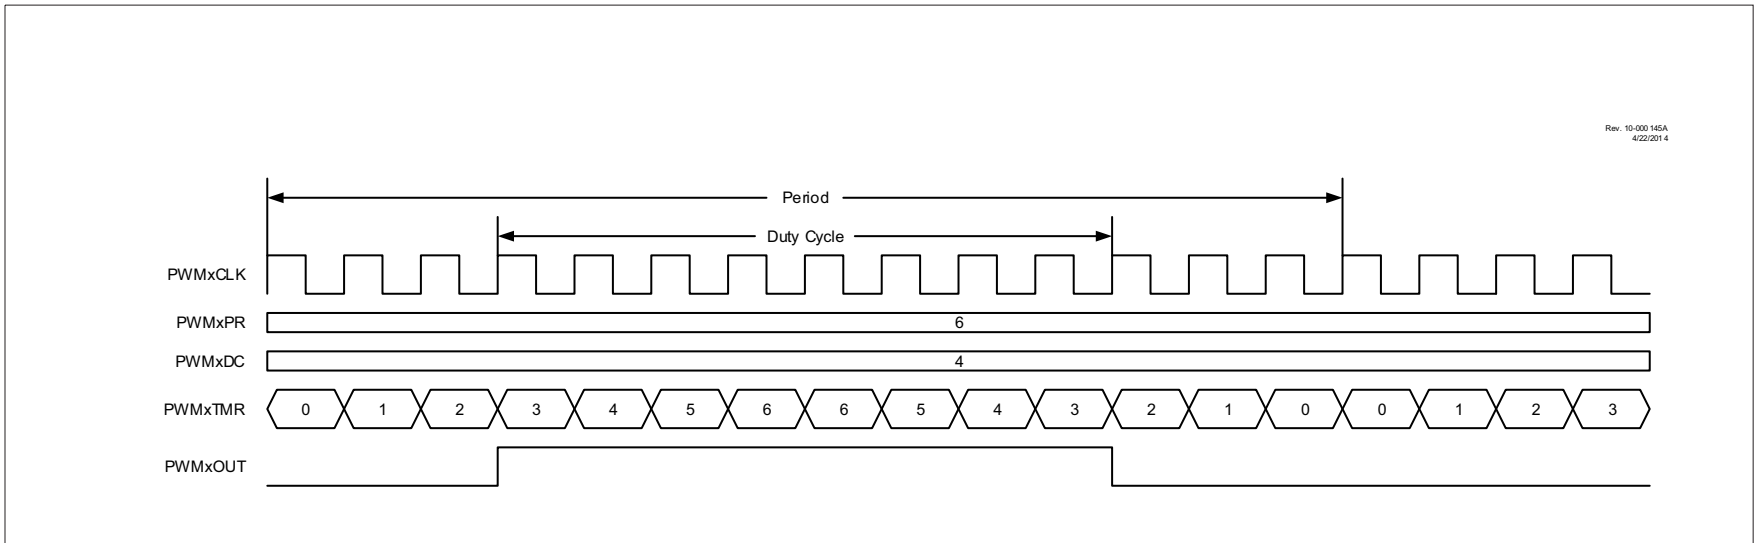 Rev. 10-000 145A
4/22/201 4
Period
Duty Cycle
PWMxCLK
PWMxPR 6
PWMxDC 4
PWMxTMR 0 1 2 3 4 5 6 6 5 4 3 2 1 0 0 1 2 3
PWMxOUT